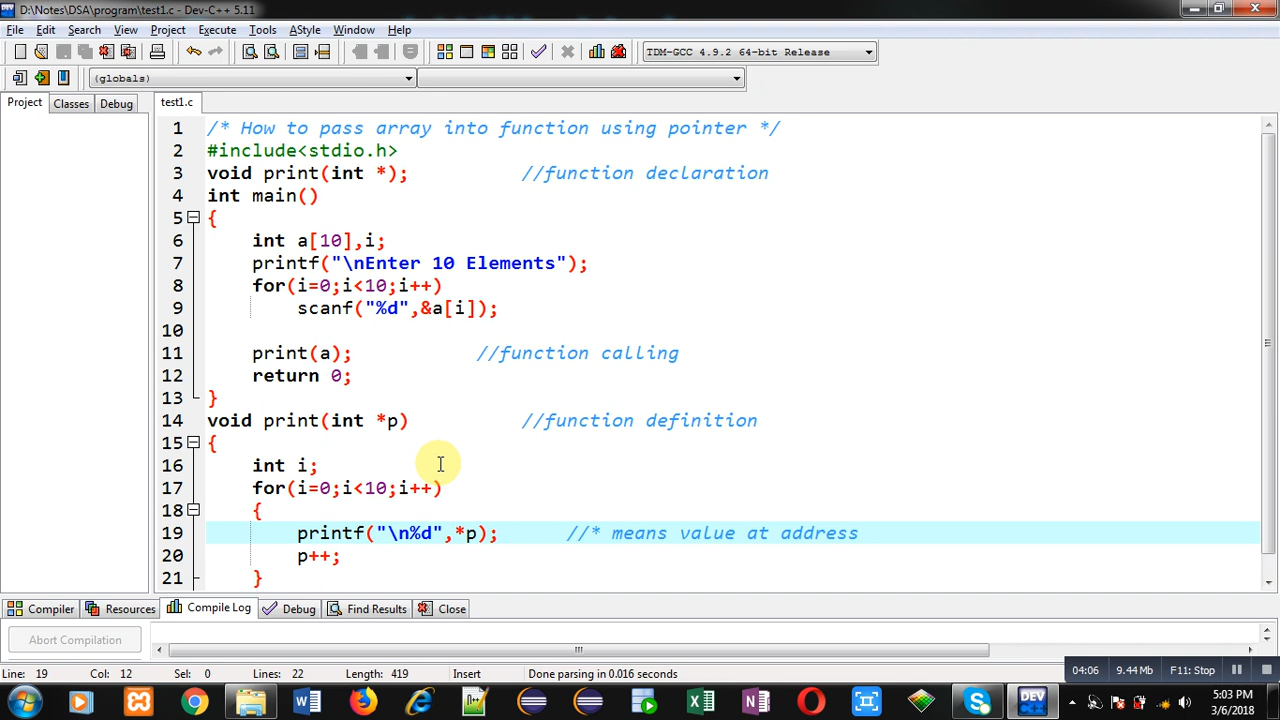 D:\Notes\DSA\program\test1.c - Dev-C++ 5.11
File Edit Search View Project Execute Tools AStyle Window Help
TDM-GCC 4.9.2 64-bit Release
(globals)
Project Classes Debug test1.c
1 /* How to pass array into function using pointer */
2 #include<stdio.h>
3 void print(int *); //function declaration
4 int main()
5 {
6 int a[10],i;
7 printf("\nEnter 10 Elements");
8 for(i=0;i<10;i++)
9 scanf("%d",&a[i]);
10
11 print(a); //function calling
12 return 0;
13 }
14 void print(int *p) //function definition
15 {
16 int i;
17 for(i=0;i<10;i++)
18 {
19 printf("\n%d",*p); //* means value at address
20 p++;
21 }
Compiler Resources Compile Log Debug Find Results Close
Abort Compilation
Line: 19 Col: 12 Sel: 0 Lines: 22 Length: 419 Insert Done parsing in 0.016 seconds
04:06 9.44 Mb F11: Stop
DEV
5:03 PM
3/6/2018